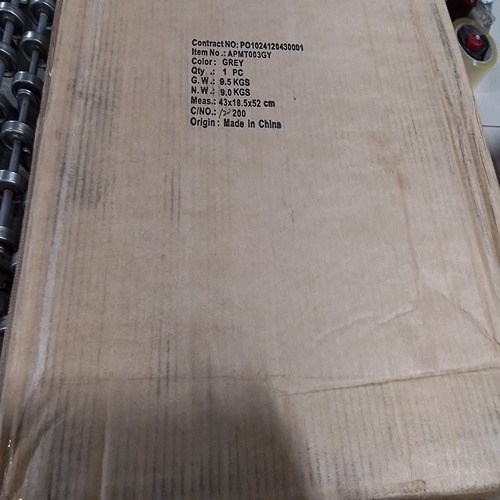 Contract NO: PO1024120430001
Item No.: APMT003GY
Color: GREY
Qty .: 1 PC
G. W.: 9.5 KGS
N. W.: 9.0 KGS
Meas.: 43x18.5x52 cm
C/NO.: 200
Origin: Made in China